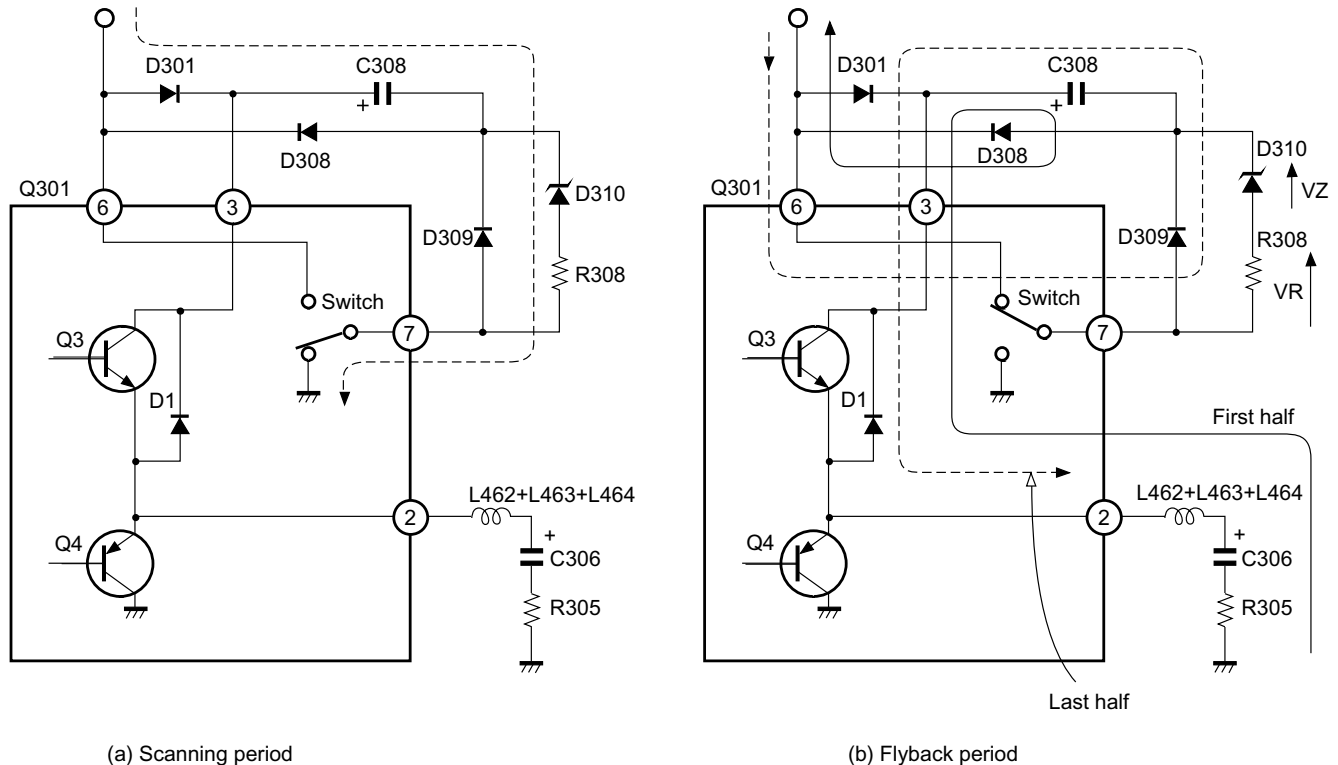 D301
C308
+
D308
Q301
6
3
D310
D309
R308
Switch
Q3
7
D1
L462+L463+L464
2
+
Q4
C306
R305
(a) Scanning period
D301
C308
+
D308
D310
Q301
6
3
VZ
D309
R308
Switch
VR
Q3
7
D1
First half
L462+L463+L464
2
+
Q4
C306
R305
Last half
(b) Flyback period